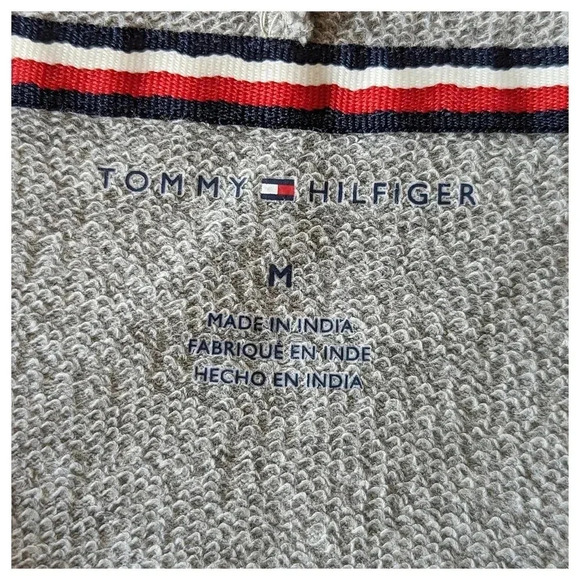 TOMMY HILFIGER
M
MADE IN INDIA
FABRIQUE EN INDE
HECHO EN INDIA